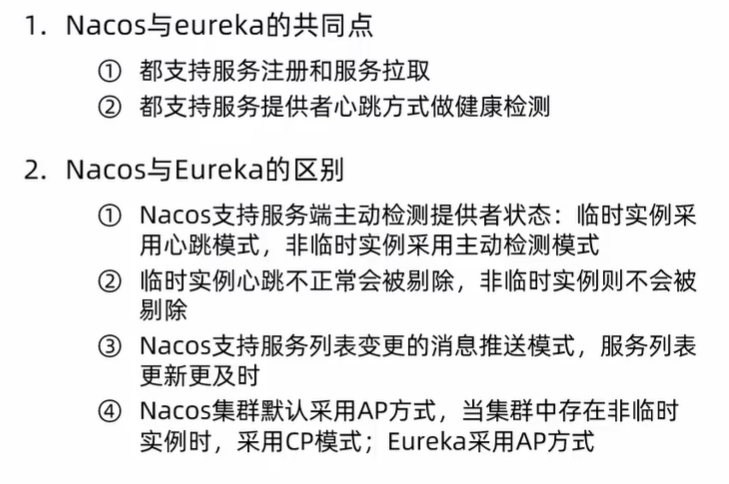 1. Nacos与eureka的共同点
① 都支持服务注册和服务拉取
② 都支持服务提供者心跳方式做健康检测
2. Nacos与Eureka的区别
① Nacos支持服务端主动检测提供者状态：临时实例采
用心跳模式，非临时实例采用主动检测模式
② 临时实例心跳不正常会被剔除，非临时实例则不会被
剔除
③ Nacos支持服务列表变更的消息推送模式，服务列表
更新更及时
④ Nacos集群默认采用AP方式，当集群中存在非临时
实例时，采用CP模式；Eureka采用AP方式